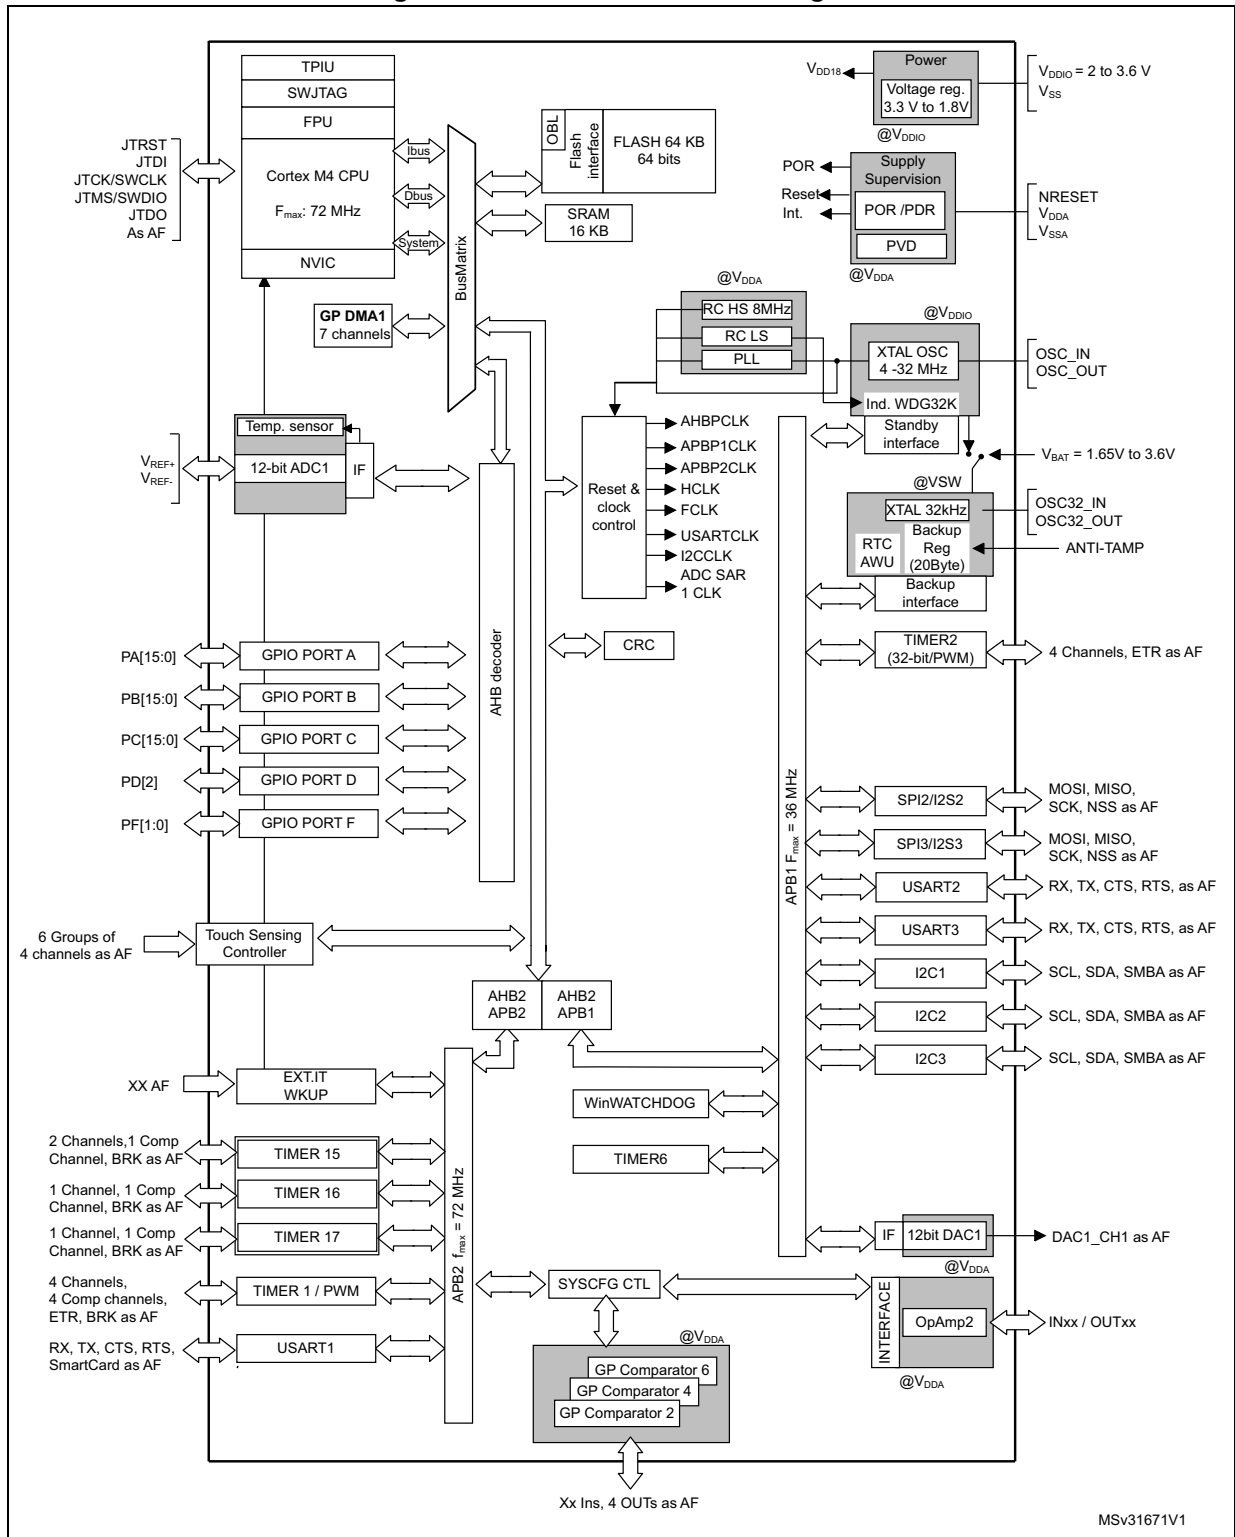 TPIU
SWJTAG
FPU
Cortex M4 CPU
Fmax: 72 MHz
NVIC
JTRST
JTDI
JTCK/SWCLK
JTMS/SWDIO
JTDO
As AF
Ibus
Dbus
System
BusMatrix
OBL
Flash
interface
FLASH 64 KB
64 bits
SRAM
16 KB
GP DMA1
7 channels
VDD18
Power
Voltage reg.
3.3 V to 1.8V
@VDDIO
VDDIO = 2 to 3.6 V
VSS
POR
Reset
Int.
Supply
Supervision
POR /PDR
PVD
@VDDA
NRESET
VDDA
VSSA
@VDDA
RC HS 8MHz
RC LS
PLL
@VDDIO
XTAL OSC
4 -32 MHz
Ind. WDG32K
Standby
interface
OSC_IN
OSC_OUT
VBAT = 1.65V to 3.6V
@VSW
XTAL 32kHz
RTC
AWU
Backup
Reg
(20Byte)
Backup
interface
OSC32_IN
OSC32_OUT
ANTI-TAMP
Temp. sensor
12-bit ADC1
IF
VREF+
VREF-
Reset &
clock
control
AHBPCLK
APBP1CLK
APBP2CLK
HCLK
FCLK
USARTCLK
I2CCLK
ADC SAR
1 CLK
CRC
AHB decoder
PA[15:0]
GPIO PORT A
PB[15:0]
GPIO PORT B
PC[15:0]
GPIO PORT C
PD[2]
GPIO PORT D
PF[1:0]
GPIO PORT F
6 Groups of
4 channels as AF
Touch Sensing
Controller
AHB2
APB2
AHB2
APB1
APB1 Fmax = 36 MHz
TIMER2
(32-bit/PWM)
4 Channels, ETR as AF
SPI2/I2S2
MOSI, MISO,
SCK, NSS as AF
SPI3/I2S3
MOSI, MISO,
SCK, NSS as AF
USART2
RX, TX, CTS, RTS, as AF
USART3
RX, TX, CTS, RTS, as AF
I2C1
SCL, SDA, SMBA as AF
I2C2
SCL, SDA, SMBA as AF
I2C3
SCL, SDA, SMBA as AF
WinWATCHDOG
TIMER6
XX AF
EXT.IT
WKUP
2 Channels,1 Comp
Channel, BRK as AF
TIMER 15
1 Channel, 1 Comp
Channel, BRK as AF
TIMER 16
1 Channel, 1 Comp
Channel, BRK as AF
TIMER 17
4 Channels,
4 Comp channels,
ETR, BRK as AF
TIMER 1 / PWM
RX, TX, CTS, RTS,
SmartCard as AF
USART1
APB2 fmax = 72 MHz
SYSCFG CTL
@VDDA
GP Comparator 6
GP Comparator 4
GP Comparator 2
Xx Ins, 4 OUTs as AF
IF
12bit DAC1
@VDDA
DAC1_CH1 as AF
INTERFACE
OpAmp2
@VDDA
INxx / OUTxx
MSv31671V1